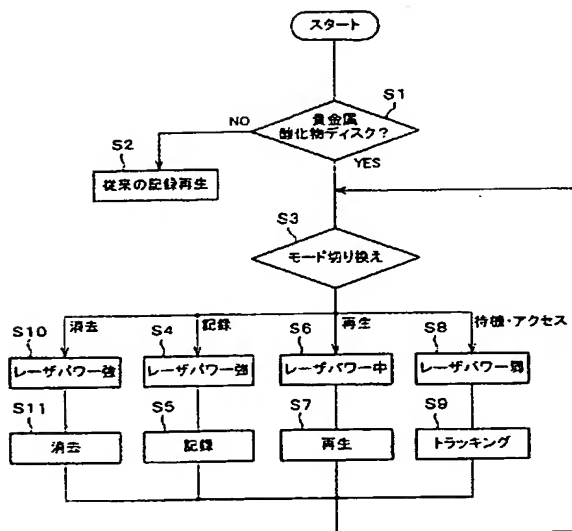 スタート
S1
貴金属
酸化物ディスク?
NO
YES
S2
従来の記録再生
S3
モード切り換え
消去
記録
再生
待機・アクセス
S10
S4
S6
S8
レーザパワー強
レーザパワー強
レーザパワー中
レーザパワー弱
S11
S5
S7
S9
消去
記録
再生
トラッキング